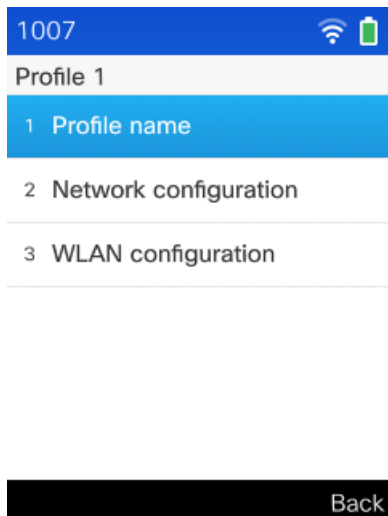 1007
Profile 1
1 Profile name
2 Network configuration
3 WLAN configuration
Back